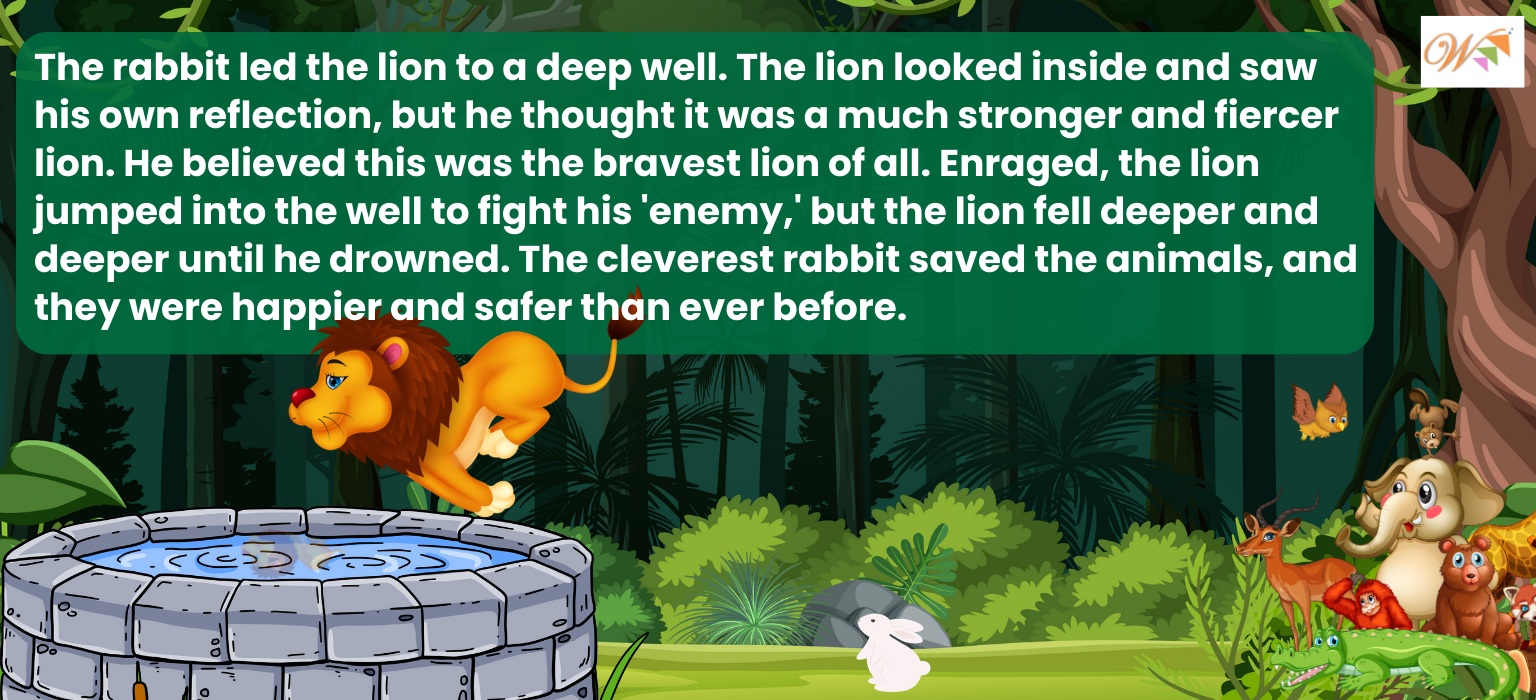 The rabbit led the lion to a deep well. The lion looked inside and saw
his own reflection, but he thought it was a much stronger and fiercer
lion. He believed this was the bravest lion of all. Enraged, the lion
jumped into the well to fight his 'enemy,' but the lion fell deeper and
deeper until he drowned. The cleverest rabbit saved the animals, and
they were happier and safer than ever before.
W